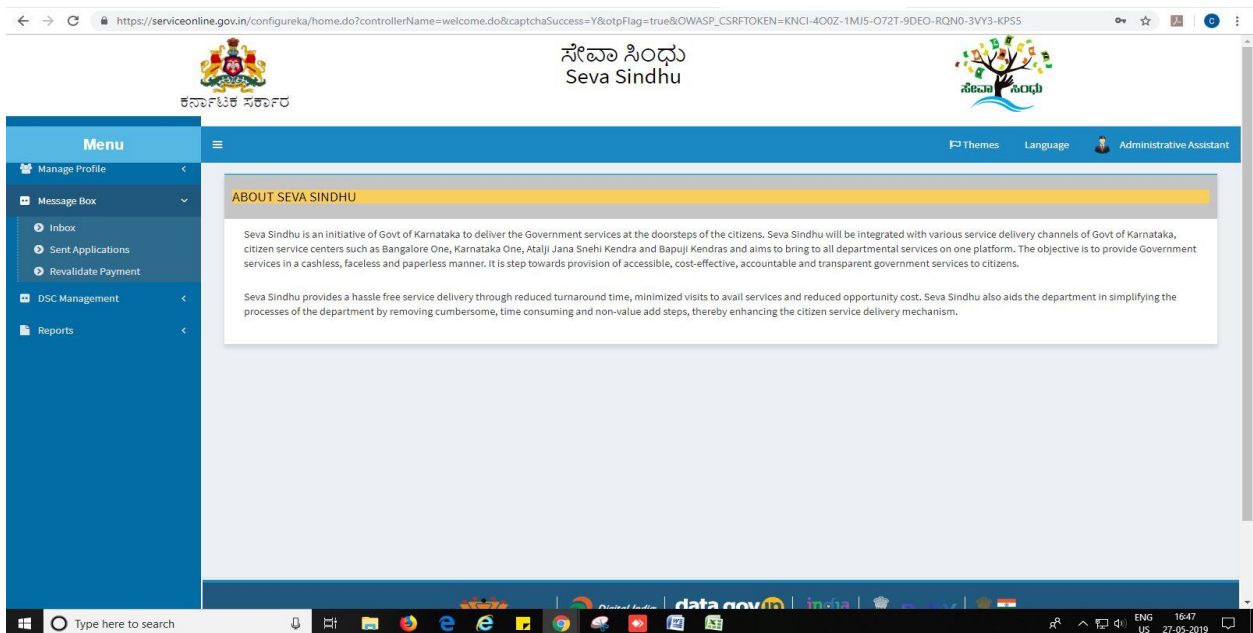 https://serviceonline.gov.in/configureka/home.do?controllerName=welcome.do&captchaSuccess=Y&otpFlag=true&OWASP_CSRFTOKEN=KNCI-4O0Z-1MJ5-O72T-9DEO-RQN0-3VY3-KPS5
C
ಕರ್ನಾಟಕ ಸರ್ಕಾರ
ಸೇವಾ ಸಿಂಧು
Seva Sindhu
ಸೇವಾ ಸಿಂಧು
Menu
Themes Language Administrative Assistant
Manage Profile
Message Box
Inbox
Sent Applications
Revalidate Payment
DSC Management
Reports
ABOUT SEVA SINDHU
Seva Sindhu is an initiative of Govt of Karnataka to deliver the Government services at the doorsteps of the citizens. Seva Sindhu will be integrated with various service delivery channels of Govt of Karnataka,
citizen service centers such as Bangalore One, Karnataka One, Atalji Jana Snehi Kendra and Bapuji Kendras and aims to bring to all departmental services on one platform. The objective is to provide Government
services in a cashless, faceless and paperless manner. It is step towards provision of accessible, cost-effective, accountable and transparent government services to citizens.
Seva Sindhu provides a hassle free service delivery through reduced turnaround time, minimized visits to avail services and reduced opportunity cost. Seva Sindhu also aids the department in simplifying the
processes of the department by removing cumbersome, time consuming and non-value add steps, thereby enhancing the citizen service delivery mechanism.
Digital India data.gov in india
Type here to search
ENG 16:47
US 27-05-2019